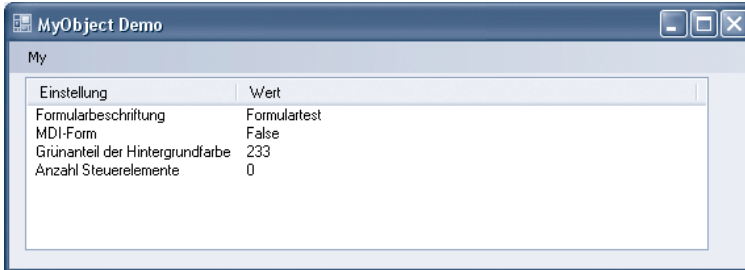 MyObject Demo
My
Einstellung Wert
Formularbeschriftung Formulartest
MDI-Form False
Grünanteil der Hintergrundfarbe 233
Anzahl Steuerelemente 0